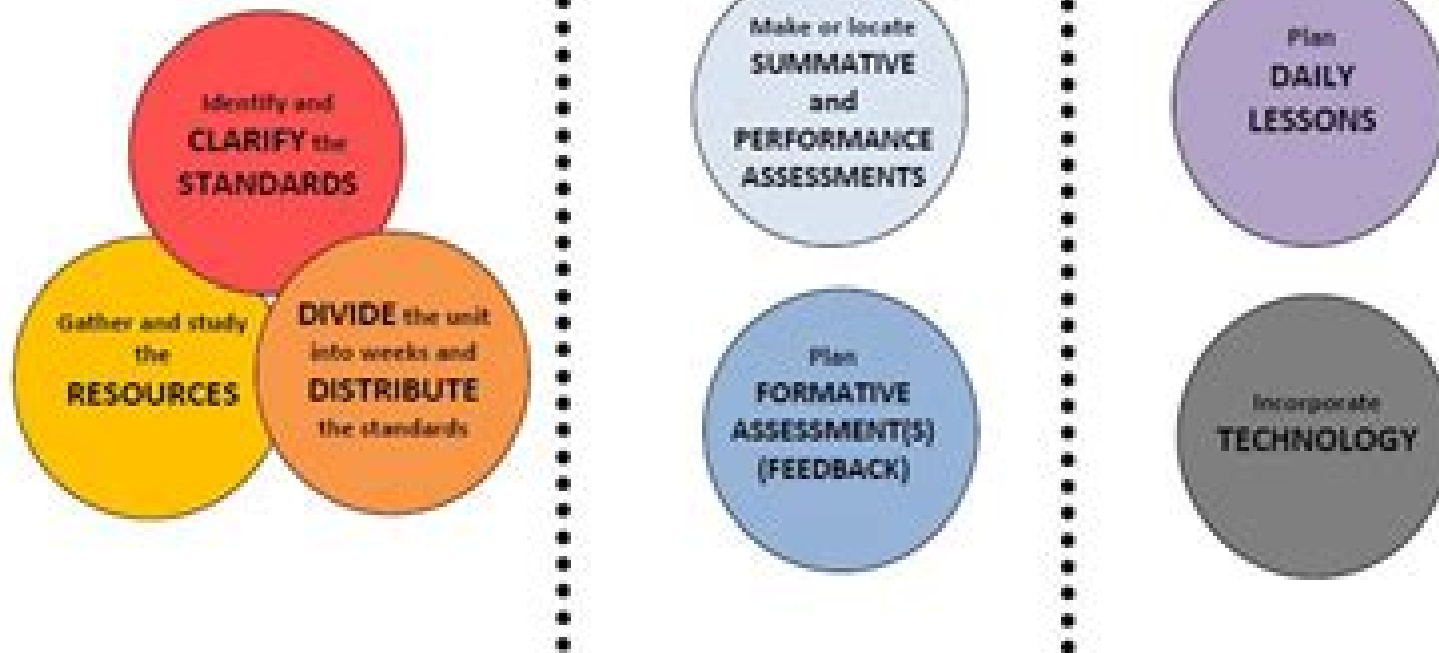 Identify and
CLARIFY the
STANDARDS
Gather and study
the
RESOURCES
DIVIDE the unit
into weeks and
DISTRIBUTE
the standards
Make or locate
SUMMATIVE
and
PERFORMANCE
ASSESSMENTS
Plan
FORMATIVE
ASSESSMENT(S)
(FEEDBACK)
Plan
DAILY
LESSONS
Incorporate
TECHNOLOGY